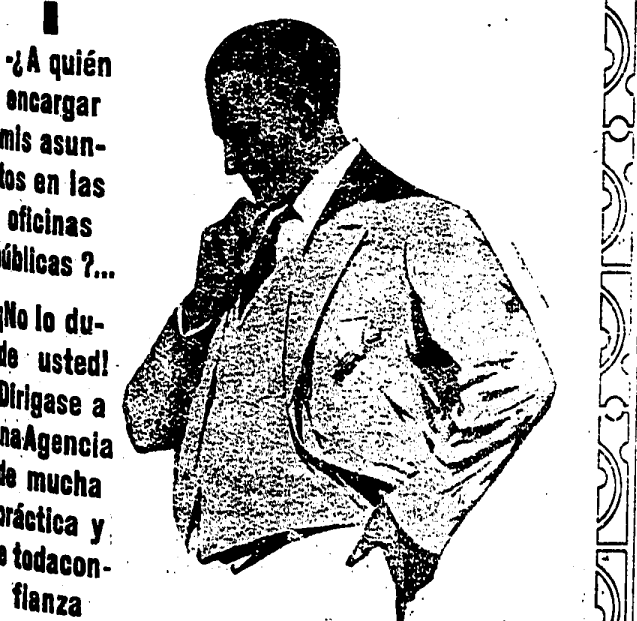 -¿A quién
encargar
mis asun-
tos en las
oficinas
públicas ?...
¡No lo du-
de usted!
Dirigase a
naAgencia
de mucha
práctica y
e todacon-
fianza